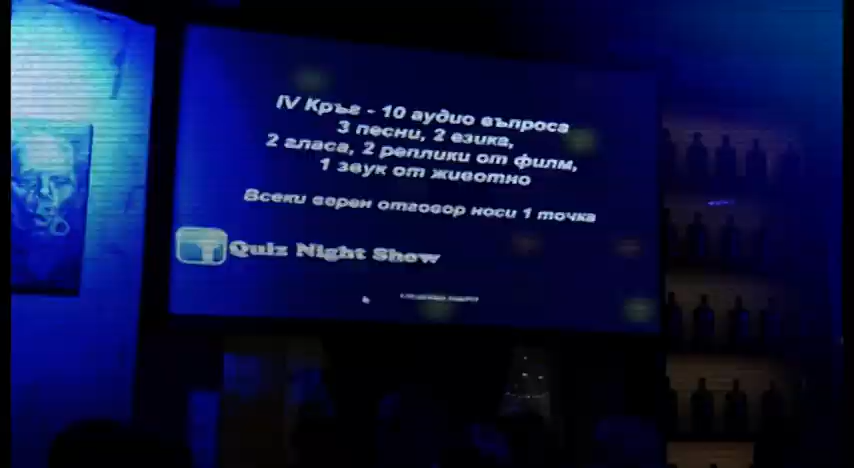 IV Кръг - 10 аудио въпроса
3 песни, 2 езика,
2 гласа, 2 реплики от филм,
1 звук от животно
Всеки верен отговор носи 1 точка
Quiz Night Show